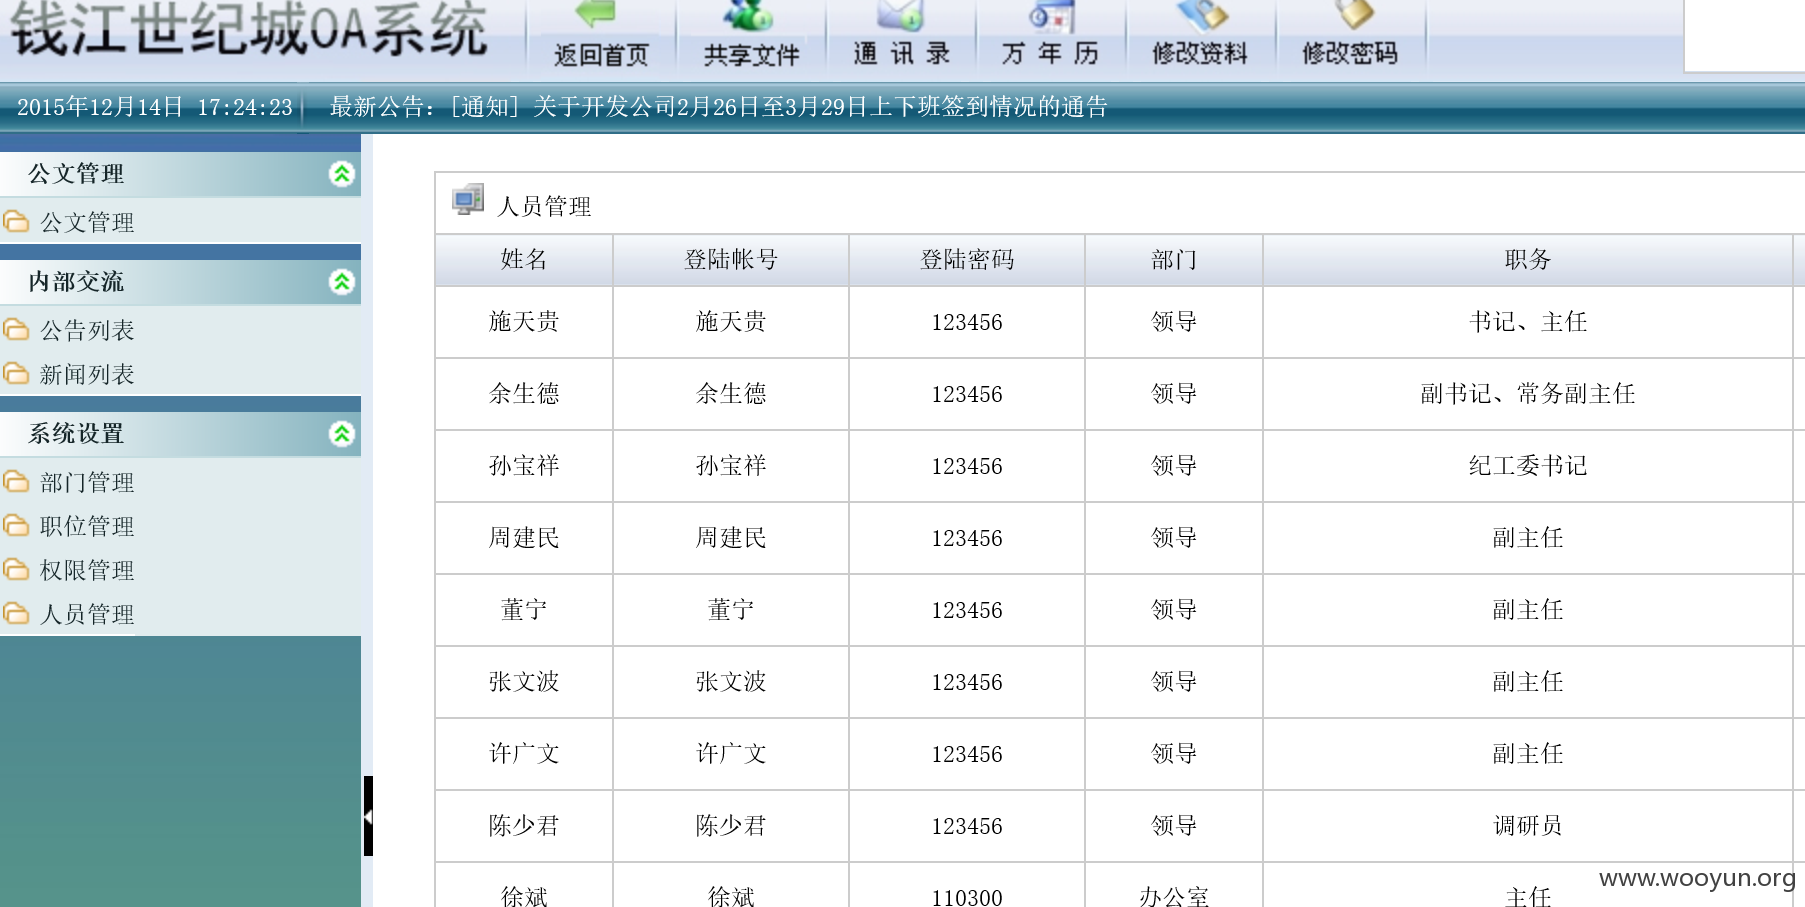 钱江世纪城OA系统
返回首页 共享文件 通 讯 录 万 年 历 修改资料 修改密码
2015年12月14日 17:24:23 最新公告：[通知] 关于开发公司2月26日至3月29日上下班签到情况的通告
公文管理
公文管理
内部交流
公告列表
新闻列表
系统设置
部门管理
职位管理
权限管理
人员管理
人员管理
姓名 登陆帐号 登陆密码 部门 职务
施天贵 施天贵 123456 领导 书记、主任
余生德 余生德 123456 领导 副书记、常务副主任
孙宝祥 孙宝祥 123456 领导 纪工委书记
周建民 周建民 123456 领导 副主任
董宁 董宁 123456 领导 副主任
张文波 张文波 123456 领导 副主任
许广文 许广文 123456 领导 副主任
陈少君 陈少君 123456 领导 调研员
徐斌 徐斌 110300 办公室 主任
www.wooyun.org